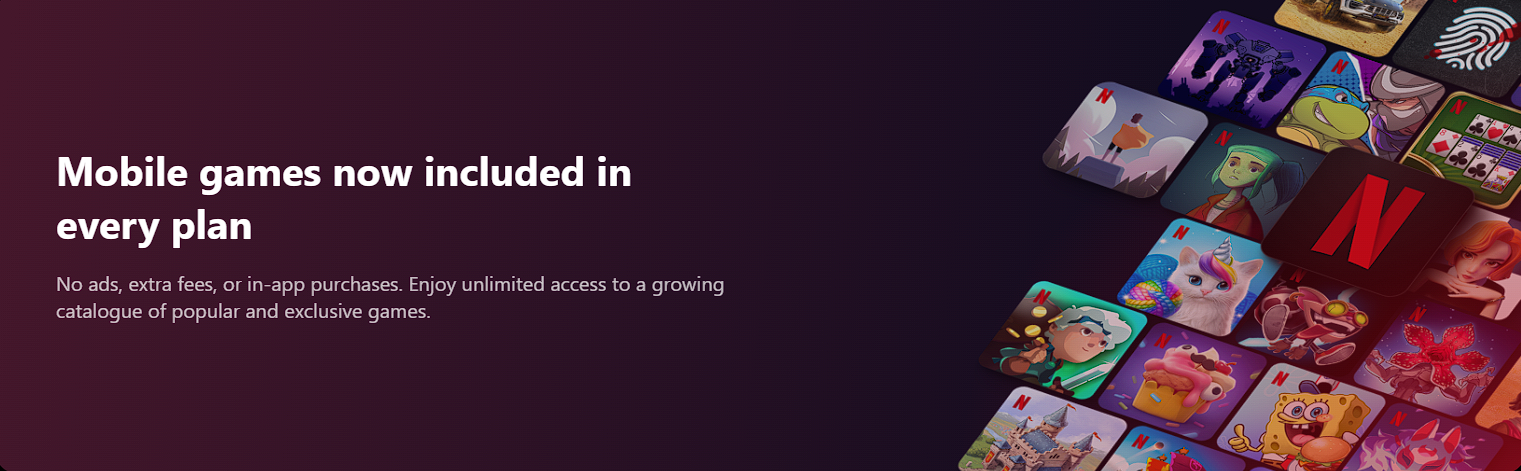 Mobile games now included in
every plan
No ads, extra fees, or in-app purchases. Enjoy unlimited access to a growing
catalogue of popular and exclusive games.